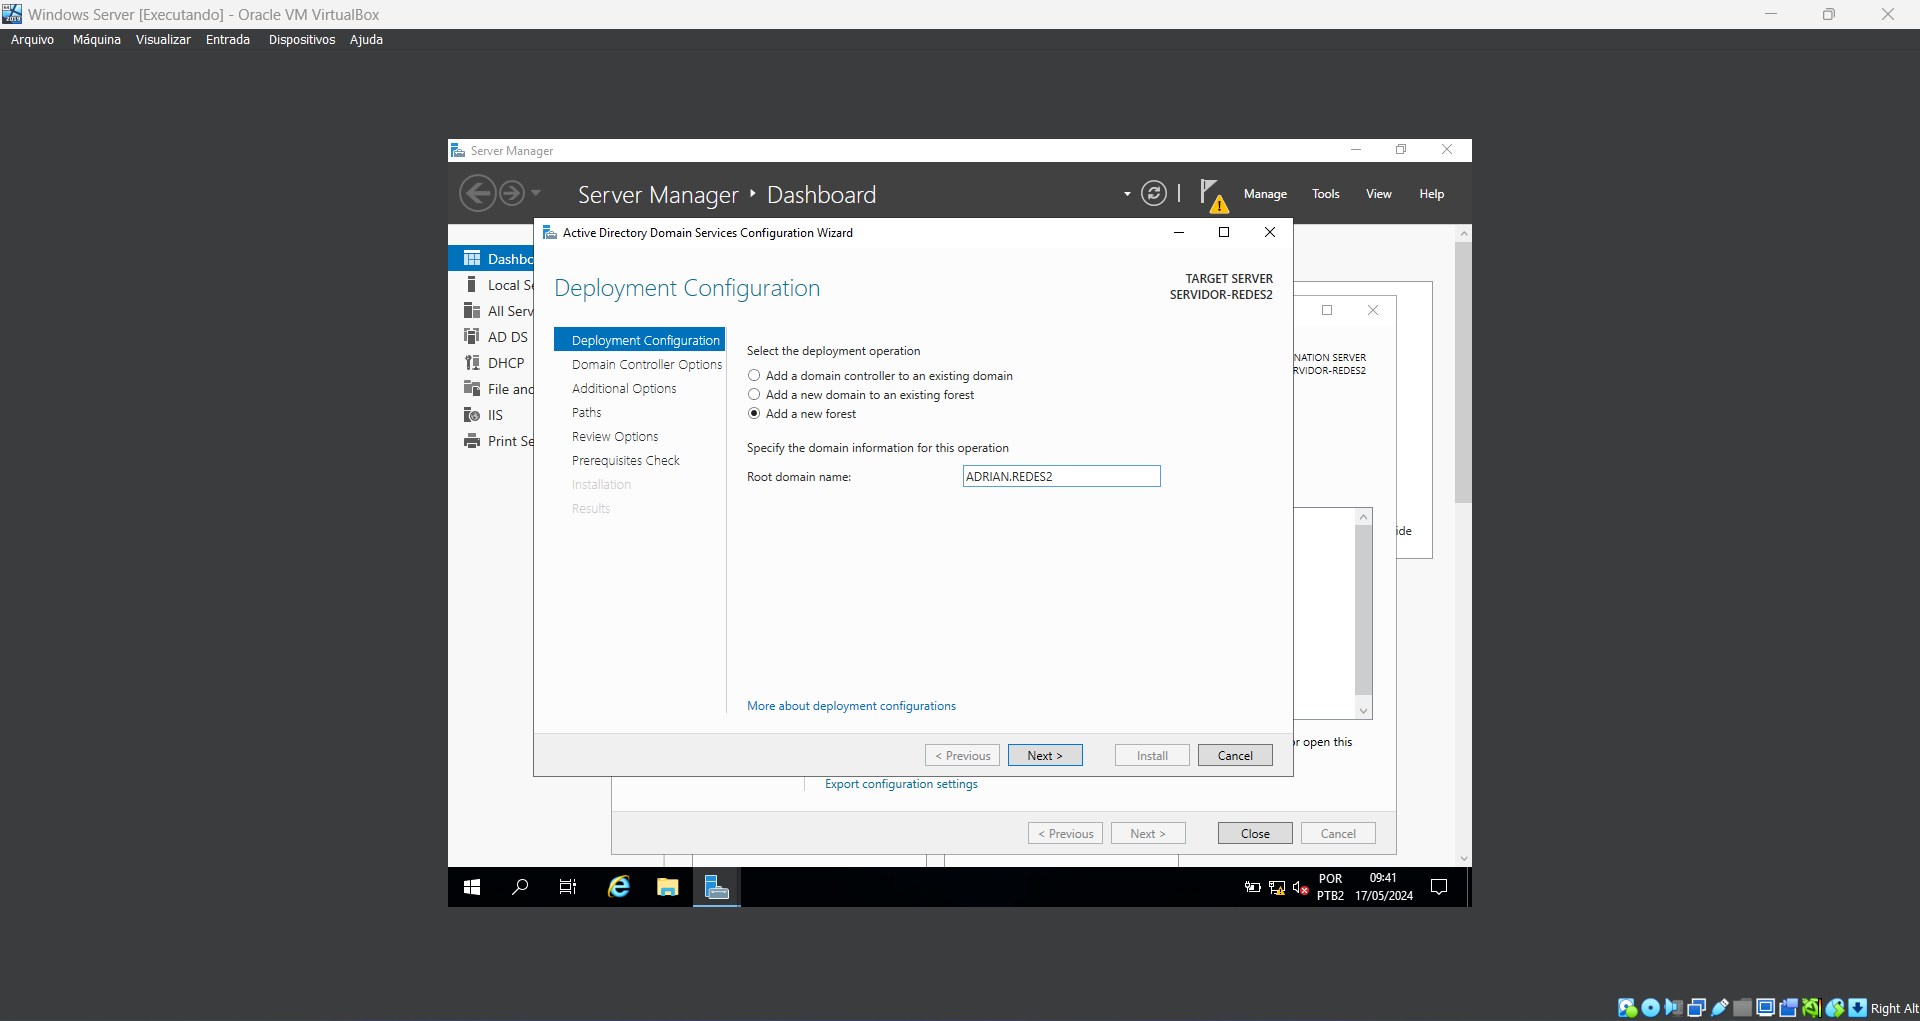 Windows Server [Executando] - Oracle VM VirtualBox
Arquivo Máquina Visualizar Entrada Dispositivos Ajuda
Server Manager
Server Manager Dashboard
Manage Tools View Help
Active Directory Domain Services Configuration Wizard
Deployment Configuration
TARGET SERVER
SERVIDOR-REDES2
Dashbo
Local Se
All Serv
AD DS
DHCP
File and
IIS
Print Se
Deployment Configuration
Domain Controller Options
Additional Options
Paths
Review Options
Prerequisites Check
Installation
Results
Select the deployment operation
Add a domain controller to an existing domain
Add a new domain to an existing forest
Add a new forest
Specify the domain information for this operation
Root domain name: ADRIAN.REDES2
More about deployment configurations
< Previous Next > Install Cancel
NATION SERVER
RVIDOR-REDES2
ide
or open this
Export configuration settings
< Previous Next > Close Cancel
POR 09:41
PTB2 17/05/2024
Right Alt